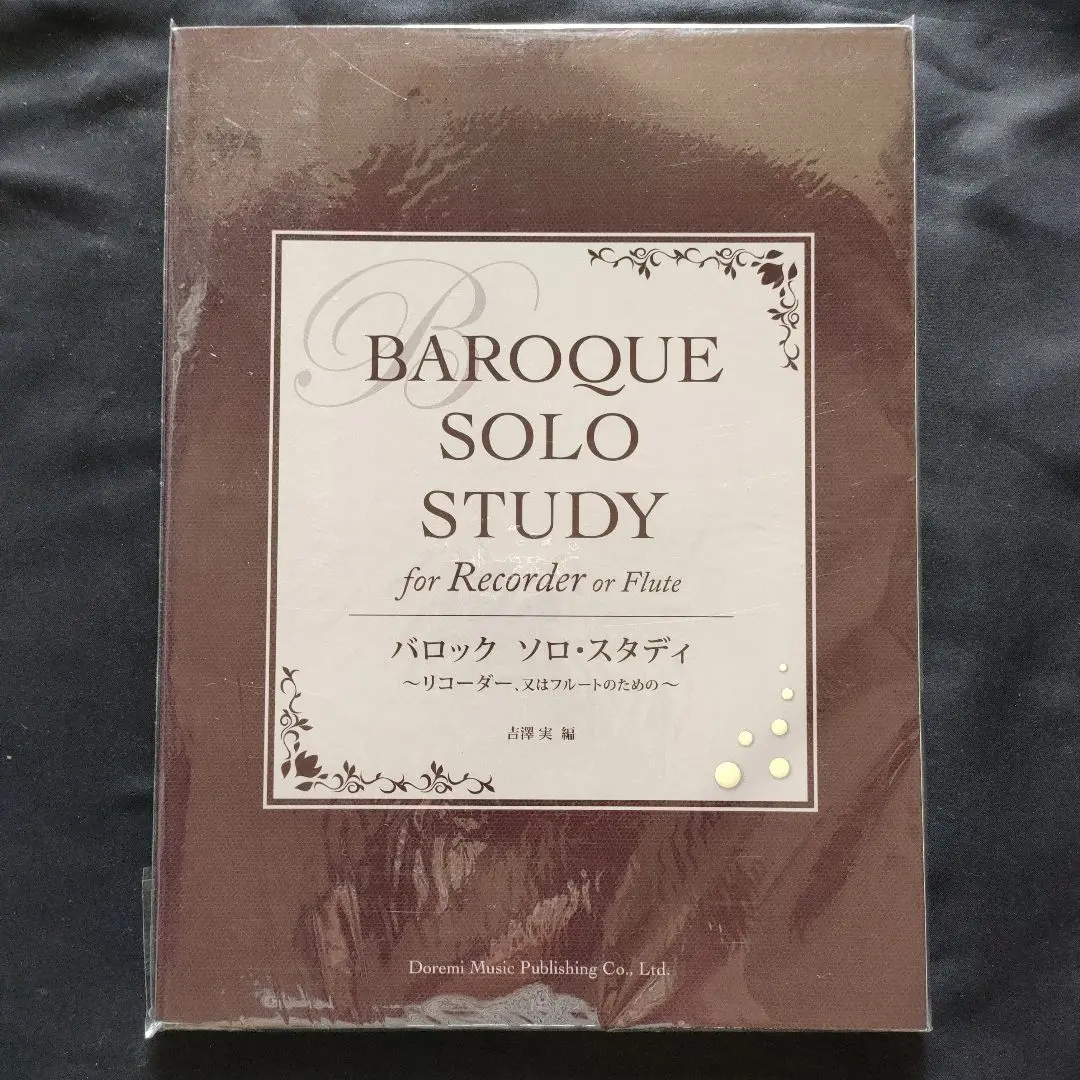 B
BAROQUE
SOLO
STUDY
for Recorder or Flute
バロック ソロ・スタディ
～リコーダー、又はフルートのための～
吉澤 実 編
Doremi Music Publishing Co., Ltd.